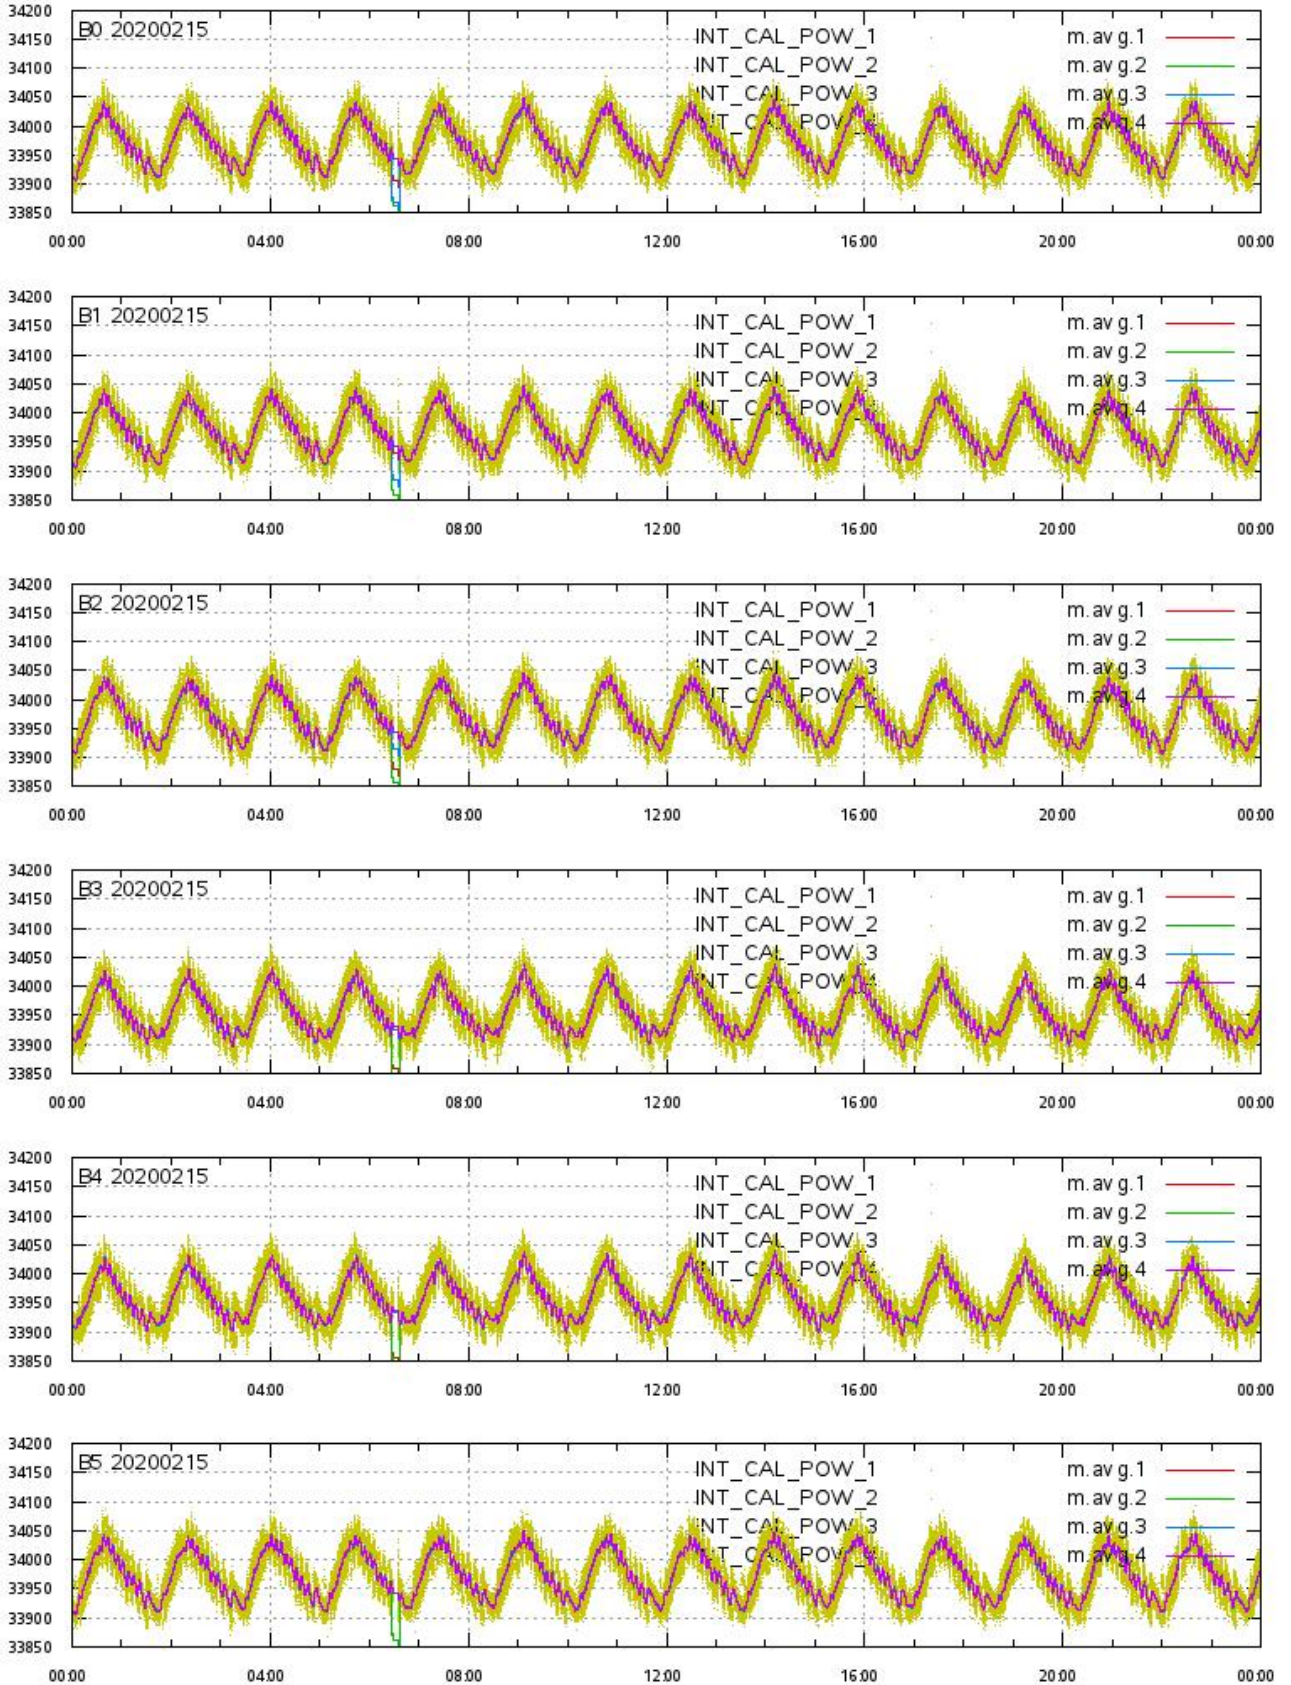 34200
B0 20200215
INT_CAL_POW_1 m.avg.1
34150
INT_CAL_POW_2 m.avg.2
34100
INT_CAL_POW_3 m.avg.3
34050
m.avg.4
34000
33950
33900
33850
00:00 04:00 08:00 12:00 16:00 20:00 00:00
34200
B1 20200215
INT_CAL_POW_1 m.avg.1
34150
INT_CAL_POW_2 m.avg.2
34100
INT_CAL_POW_3 m.avg.3
34050
m.avg.4
34000
33950
33900
33850
00:00 04:00 08:00 12:00 16:00 20:00 00:00
34200
B2 20200215
INT_CAL_POW_1 m.avg.1
34150
INT_CAL_POW_2 m.avg.2
34100
INT_CAL_POW_3 m.avg.3
34050
m.avg.4
34000
33950
33900
33850
00:00 04:00 08:00 12:00 16:00 20:00 00:00
34200
B3 20200215
INT_CAL_POW_1 m.avg.1
34150
INT_CAL_POW_2 m.avg.2
34100
INT_CAL_POW_3 m.avg.3
34050
m.avg.4
34000
33950
33900
33850
00:00 04:00 08:00 12:00 16:00 20:00 00:00
34200
B4 20200215
INT_CAL_POW_1 m.avg.1
34150
INT_CAL_POW_2 m.avg.2
34100
INT_CAL_POW_3 m.avg.3
34050
m.avg.4
34000
33950
33900
33850
00:00 04:00 08:00 12:00 16:00 20:00 00:00
34200
B5 20200215
INT_CAL_POW_1 m.avg.1
34150
INT_CAL_POW_2 m.avg.2
34100
INT_CAL_POW_3 m.avg.3
34050
m.avg.4
34000
33950
33900
33850
00:00 04:00 08:00 12:00 16:00 20:00 00:00